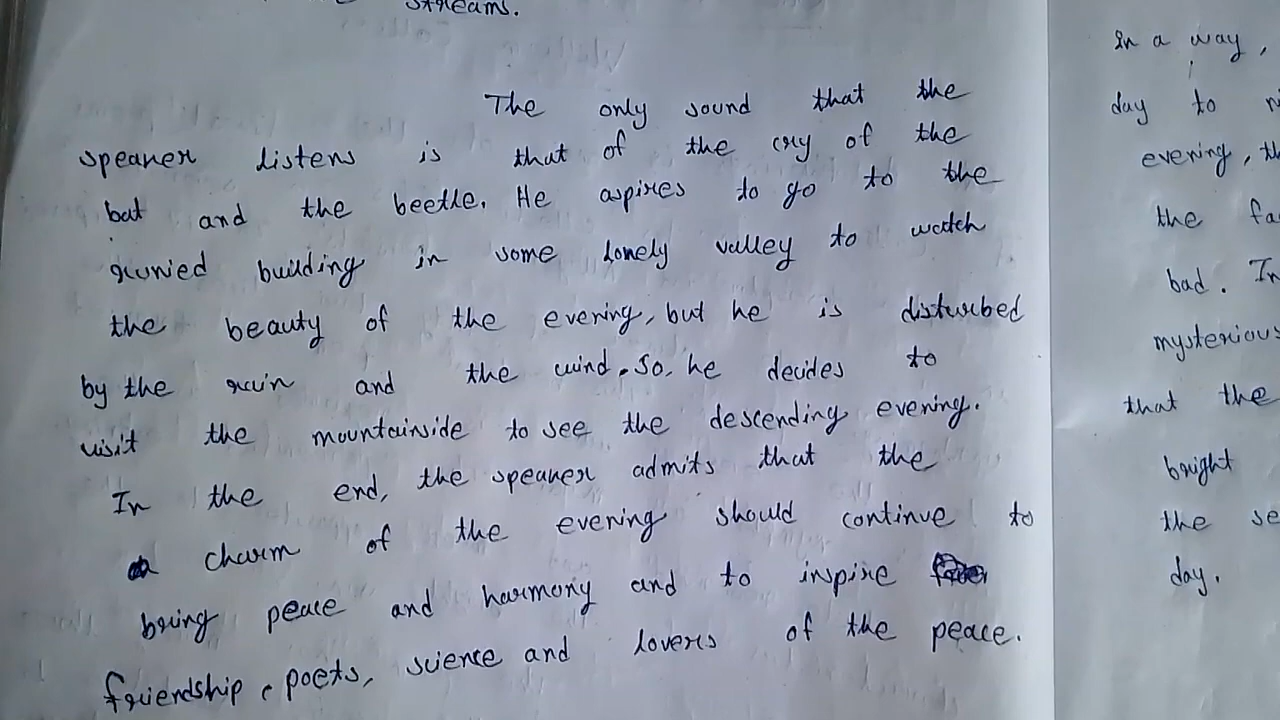 streams.
The only sound that the
speaker listens is that of the cry of the
bat and the beetle. He aspires to go to the
runied building in some lonely valley to watch
the beauty of the evening, but he is disturbed
by the rain and the wind. So, he decides to
visit the mountainside to see the descending evening.
In the end, the speaker admits that the
charm of the evening should continue to
bring peace and harmony and to inspire
friendship, poets, science and lovers of the peace.
In a way,
day to
evening,
the
bad. In
mysterious
that the
bright
the
day.